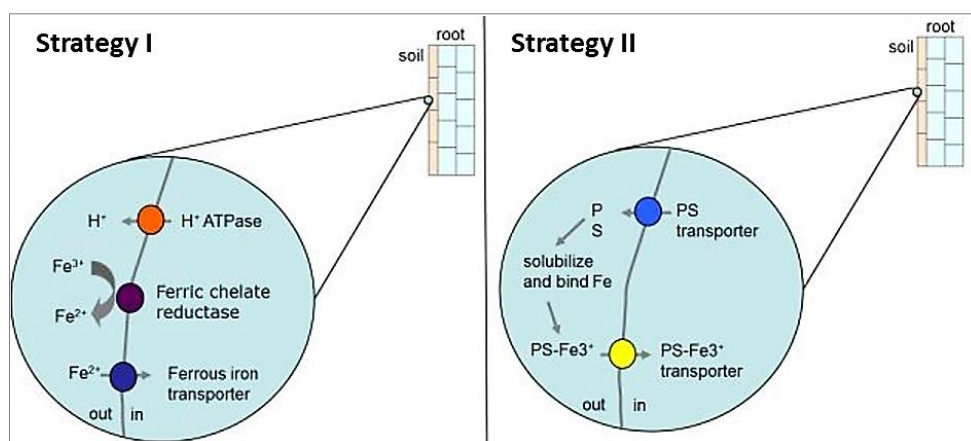 Strategy I
root
soil
H⁺
H⁺ ATPase
Fe³⁺
Fe²⁺
Ferric chelate
reductase
Fe²⁺
Ferrous iron
transporter
out
in
Strategy II
root
soil
P
S
PS
transporter
solubilize
and bind Fe
PS-Fe3⁺
PS-Fe3⁺
transporter
out
in